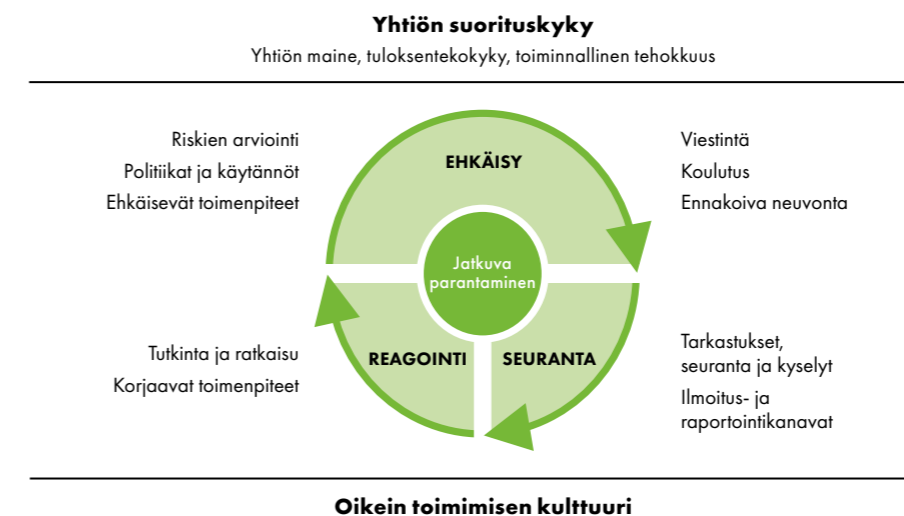 Yhtiön suorituskyky
Yhtiön maine, tuloksentekokyky, toiminnallinen tehokkuus
Riskien arviointi
Politiikat ja käytännöt
Ehkäisevät toimenpiteet
EHKÄISY
Viestintä
Koulutus
Ennakoiva neuvonta
Jatkuva
parantaminen
Tutkinta ja ratkaisu
Korjaavat toimenpiteet
REAGOINTI
SEURANTA
Tarkastukset,
seuranta ja kyselyt
Ilmoitus- ja
raportointikanavat
Oikein toimimisen kulttuuri